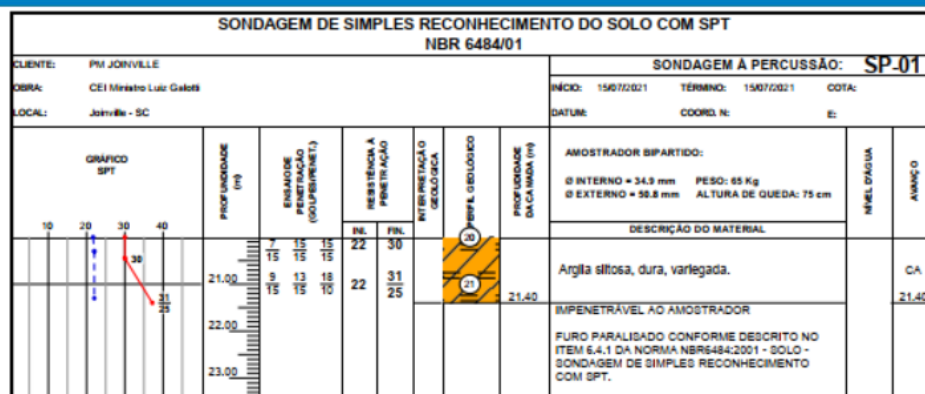 SONDAGEM DE SIMPLES RECONHECIMENTO DO SOLO COM SPT
NBR 6484/01
CLIENTE: PM JOINVILLE
OBRA: CEI Ministro Luiz Galotti
LOCAL: Joinville - SC
SONDAGEM À PERCUSSÃO: SP-01
INÍCIO: 15/07/2021 TÉRMINO: 15/07/2021 COTA:
DATUM: COORD. N: E:
GRÁFICO
SPT
10 20 30 40
PROFUNDIDADE
(m)
ENSAIO DE
PENETRAÇÃO
(GOLPES/PENET.)
RESISTÊNCIA À
PENETRAÇÃO
INI. FIN.
INTERPRETAÇÃO
GEOLÓGICA
PERFIL GEOLÓGICO
PROFUDIDADE
DA CAMADA (m)
AMOSTRADOR BIPARTIDO:
Ø INTERNO = 34.9 mm PESO: 65 Kg
Ø EXTERNO = 50.8 mm ALTURA DE QUEDA: 75 cm
DESCRIÇÃO DO MATERIAL
NÍVEL D'ÁGUA
AVANÇO
30
31
25
21.00
22.00
23.00
7 15 15
15 15 15
22 30
9 13 18
15 15 10
22 31
25
20
21
21.40
Argila siltosa, dura, variegada.
CA
21.40
IMPENETRÁVEL AO AMOSTRADOR
FURO PARALISADO CONFORME DESCRITO NO
ITEM 6.4.1 DA NORMA NBR6484:2001 - SOLO -
SONDAGEM DE SIMPLES RECONHECIMENTO
COM SPT.